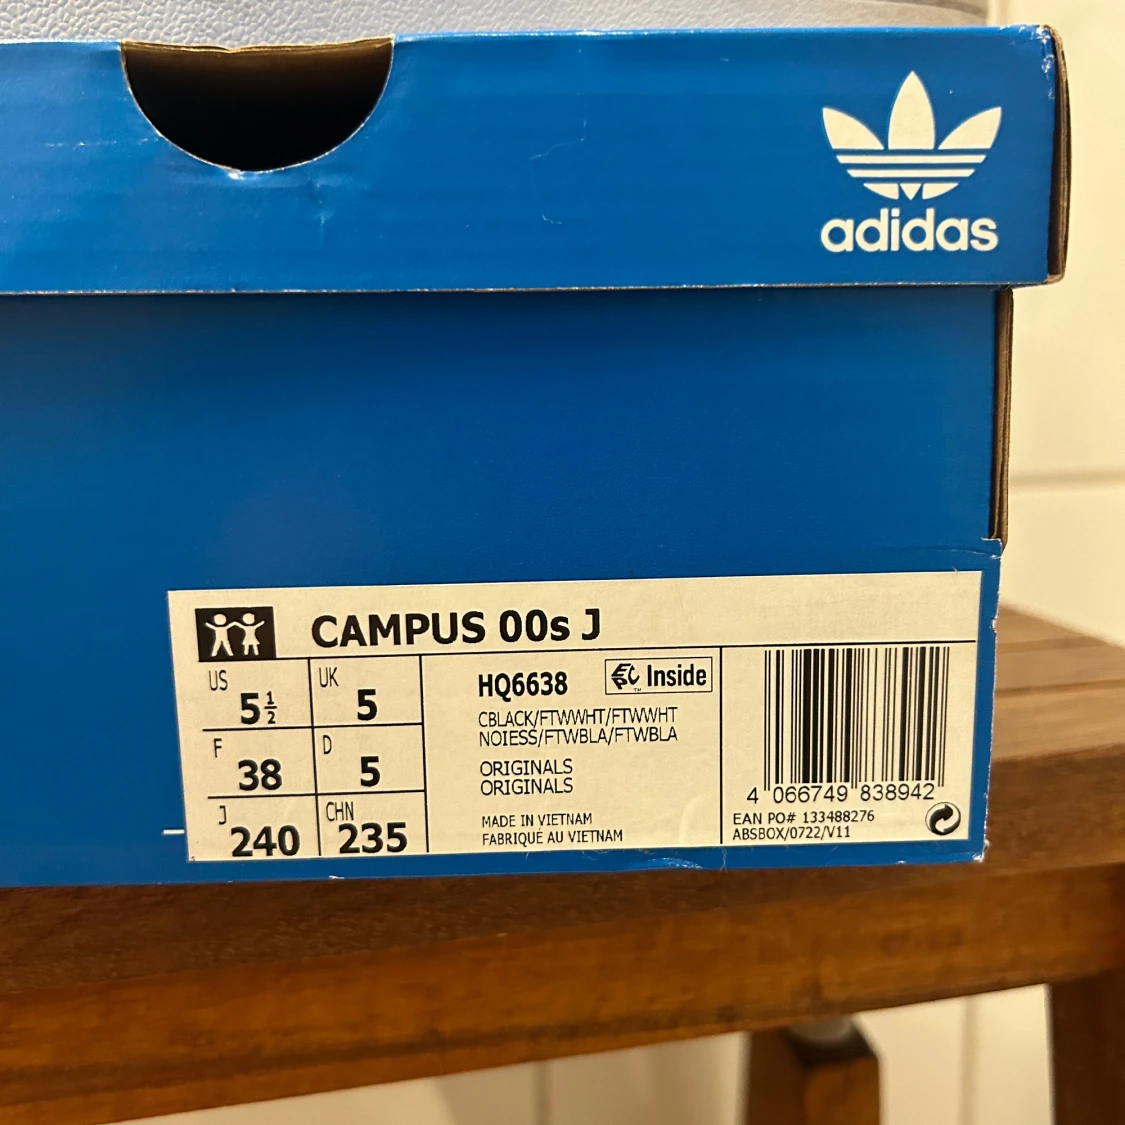 adidas
CAMPUS 00s J
US 5½ UK 5
F 38 D 5
J 240 CHN 235
HQ6638 Inside
TM
CBLACK/FTWWHT/FTWWHT
NOIESS/FTWBLA/FTWBLA
ORIGINALS
ORIGINALS
MADE IN VIETNAM
FABRIQUÉ AU VIETNAM
4 066749 838942
EAN PO# 133488276
ABSBOX/0722/V11